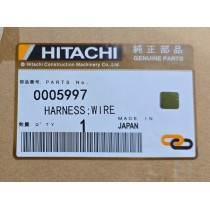 HITACHI
Hitachi Construction Machinery Co., Ltd.
純正部品
GENUINE PARTS
部品番号. PARTS No.
0005997
HARNESS;WIRE
数量 Q'TY 1
MADE IN
JAPAN